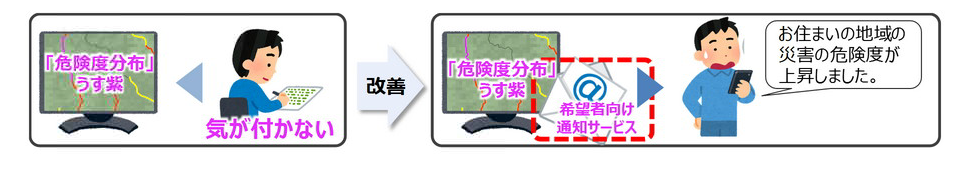 「危険度分布」
うす紫
気が付かない
改善
「危険度分布」
うす紫
@
希望者向け
通知サービス
お住まいの地域の
災害の危険度が
上昇しました。